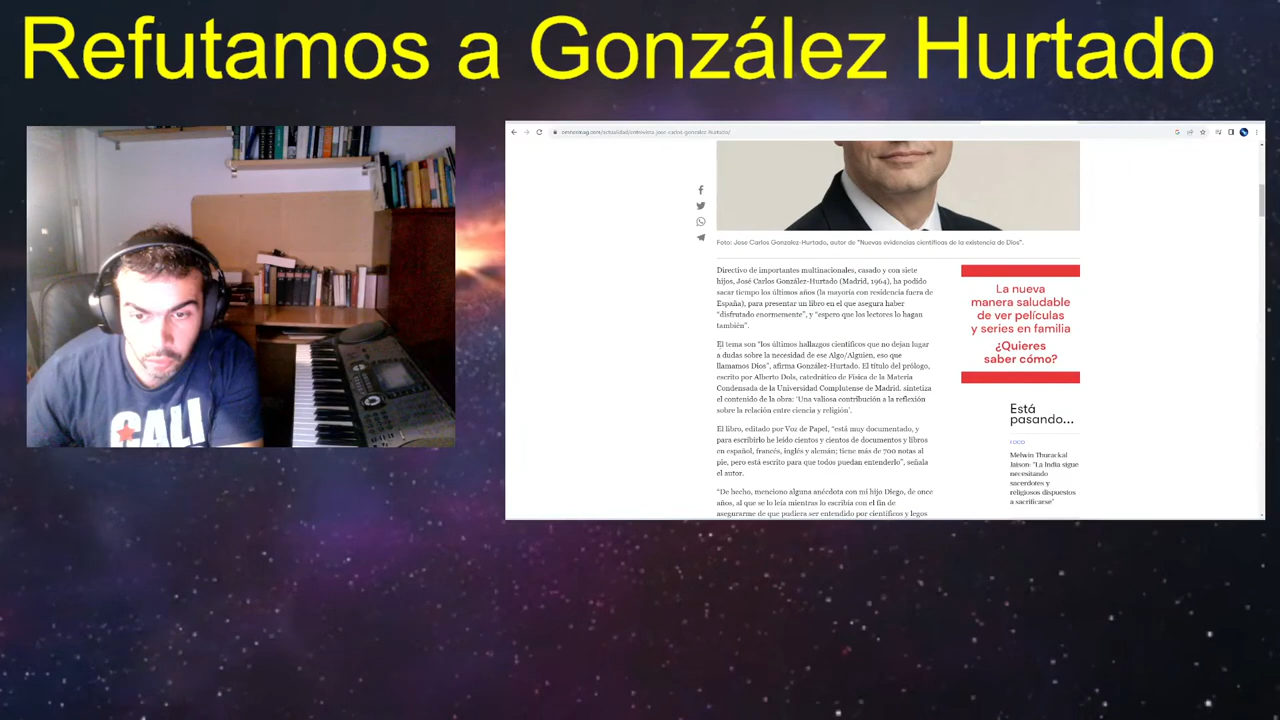 Refutamos a González Hurtado
omnesmag.com/actualidad/entrevista-jose-carlos-gonzalez-hurtado/
Foto: Jose Carlos Gonzalez-Hurtado, autor de "Nuevas evidencias científicas de la existencia de Dios".
Directivo de importantes multinacionales, casado y con siete
hijos, José Carlos González-Hurtado (Madrid, 1964), ha podido
sacar tiempo los últimos años (la mayoría con residencia fuera de
España), para presentar un libro en el que asegura haber
"disfrutado enormemente", y "espero que los lectores lo hagan
también".
El tema son "los últimos hallazgos científicos que no dejan lugar
a dudas sobre la necesidad de ese Algo/Alguien, eso que
llamamos Dios", afirma González-Hurtado. El título del prólogo,
escrito por Alberto Dols, catedrático de Física de la Materia
Condensada de la Universidad Complutense de Madrid. sintetiza
el contenido de la obra: 'Una valiosa contribución a la reflexión
sobre la relación entre ciencia y religión'.
El libro, editado por Voz de Papel, "está muy documentado, y
para escribirlo he leído cientos y cientos de documentos y libros
en español, francés, inglés y alemán; tiene más de 700 notas al
pie, pero está escrito para que todos puedan entenderlo", señala
el autor.
"De hecho, menciono alguna anécdota con mi hijo Diego, de once
años, al que se lo leía mientras lo escribía con el fin de
asegurarme de que pudiera ser entendido por científicos y legos
La nueva
manera saludable
de ver películas
y series en familia
¿Quieres
saber cómo?
Está
pasando...
FOCO
Melwin Thurackal
Jaison: "La India sigue
necesitando
sacerdotes y
religiosos dispuestos
a sacrificarse"
CALI